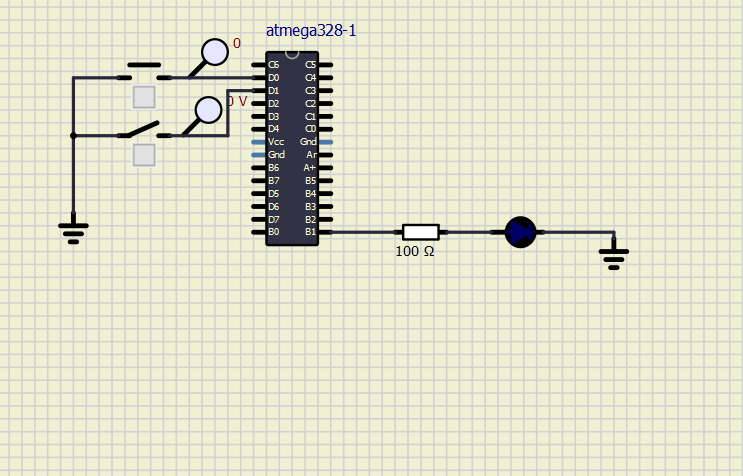 atmega328-1
0
0 V
C6 C5
D0 C4
D1 C3
D2 C2
D3 C1
D4 C0
Vcc Gnd
Gnd Ar
B6 A+
B7 B5
D5 B4
D6 B3
D7 B2
B0 B1
100 Ω